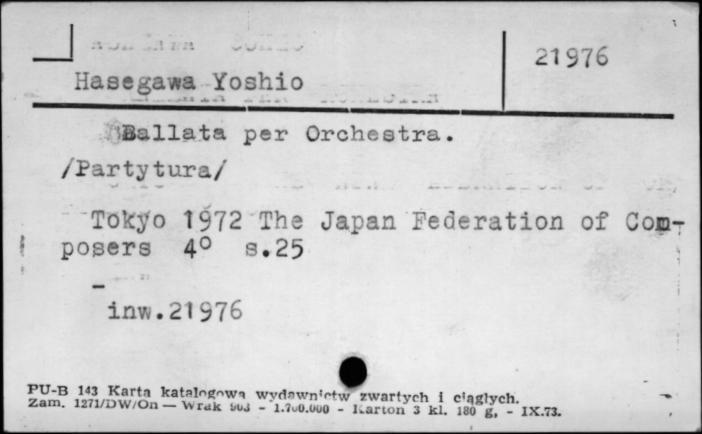 21976
Hasegawa Yoshio
Ballata per Orchestra.
/Partytura/
Tokyo 1972 The Japan Federation of Com-
posers 4° s.25
inw.21976
PU-B 143 Karta katalogowa wydawnictw zwartych i ciągłych.
Zam. 1271/DW/On — Wrak 903 - 1.700.000 - Karton 3 kl. 180 g, - IX.73.